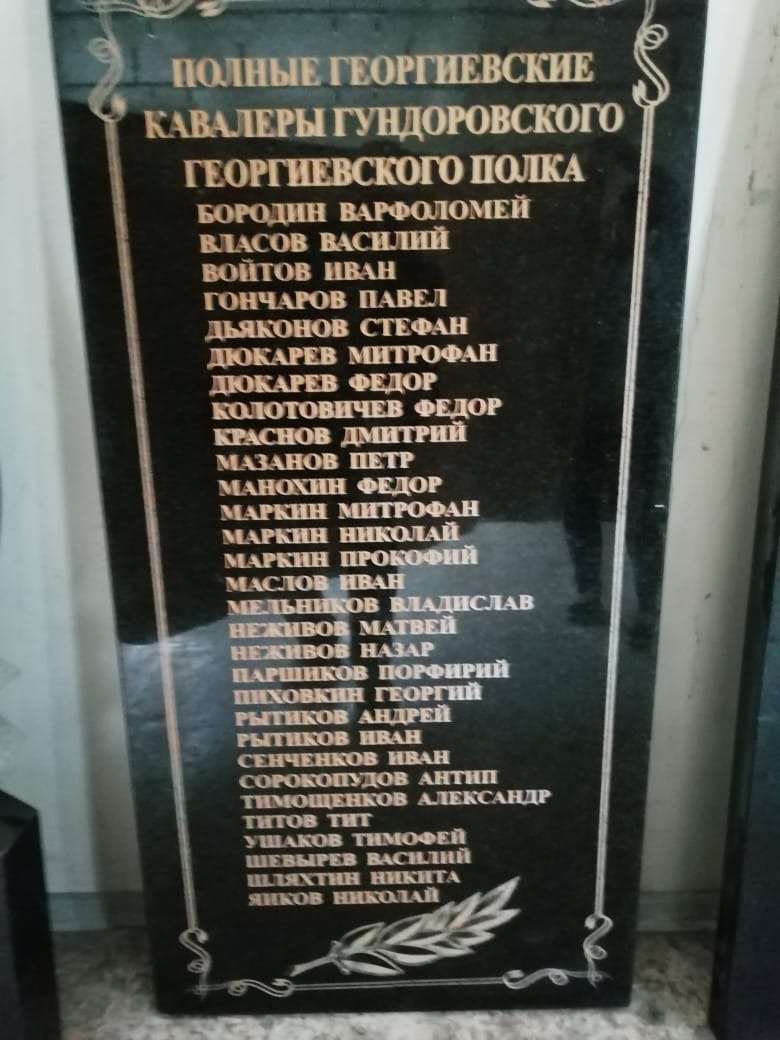 ПОЛНЫЕ ГЕОРГИЕВСКИЕ
КАВАЛЕРЫ ГУНДОРОВСКОГО
ГЕОРГИЕВСКОГО ПОЛКА
БОРОДИН ВАРФОЛОМЕЙ
ВЛАСОВ ВАСИЛИЙ
ВОЙТОВ ИВАН
ГОНЧАРОВ ПАВЕЛ
ДЬЯКОНОВ СТЕФАН
ДЮКАРЕВ МИТРОФАН
ДЮКАРЕВ ФЕДОР
КОЛОТОВИЧЕВ ФЕДОР
КРАСНОВ ДМИТРИЙ
МАЗАНОВ ПЕТР
МАНОХИН ФЕДОР
МАРКИН МИТРОФАН
МАРКИН НИКОЛАЙ
МАРКИН ПРОКОФИЙ
МАСЛОВ ИВАН
МЕЛЬНИКОВ ВЛАДИСЛАВ
НЕЖИВОВ МАТВЕЙ
НЕЖИВОВ НАЗАР
ПАРШИКОВ ПОРФИРИЙ
ПИХОВКИН ГЕОРГИЙ
РЫТИКОВ АНДРЕЙ
РЫТИКОВ ИВАН
СЕНЧЕНКОВ ИВАН
СОРОКОПУДОВ АНТИП
ТИМОЩЕНКОВ АЛЕКСАНДР
ТИТОВ ТИТ
УШАКОВ ТИМОФЕЙ
ШЕВЫРЕВ ВАСИЛИЙ
ШЛЯХТИН НИКИТА
ЯИКОВ НИКОЛАЙ